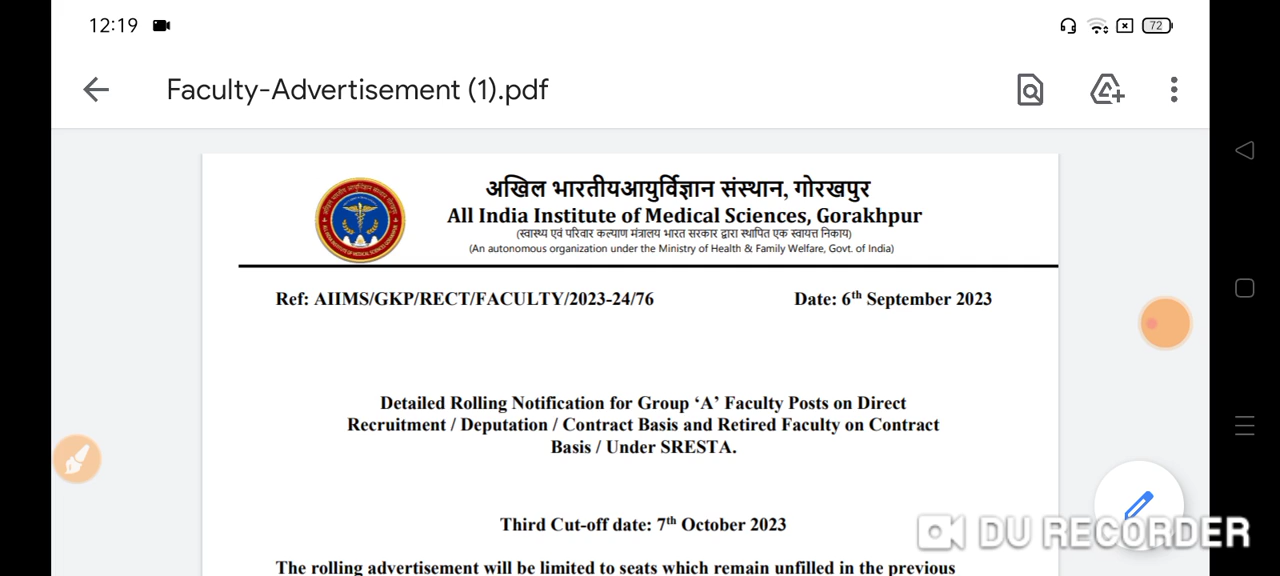 12:19
72
Faculty-Advertisement (1).pdf
अखिल भारतीयआयुर्विज्ञान संस्थान, गोरखपुर
All India Institute of Medical Sciences, Gorakhpur
(स्वास्थ्य एवं परिवार कल्याण मंत्रालय भारत सरकार द्वारा स्थापित एक स्वायत्त निकाय)
(An autonomous organization under the Ministry of Health & Family Welfare, Govt. of India)
Ref: AIIMS/GKP/RECT/FACULTY/2023-24/76 Date: 6th September 2023
Detailed Rolling Notification for Group ‘A’ Faculty Posts on Direct
Recruitment / Deputation / Contract Basis and Retired Faculty on Contract
Basis / Under SRESTA.
Third Cut-off date: 7th October 2023
DU RECORDER
The rolling advertisement will be limited to seats which remain unfilled in the previous